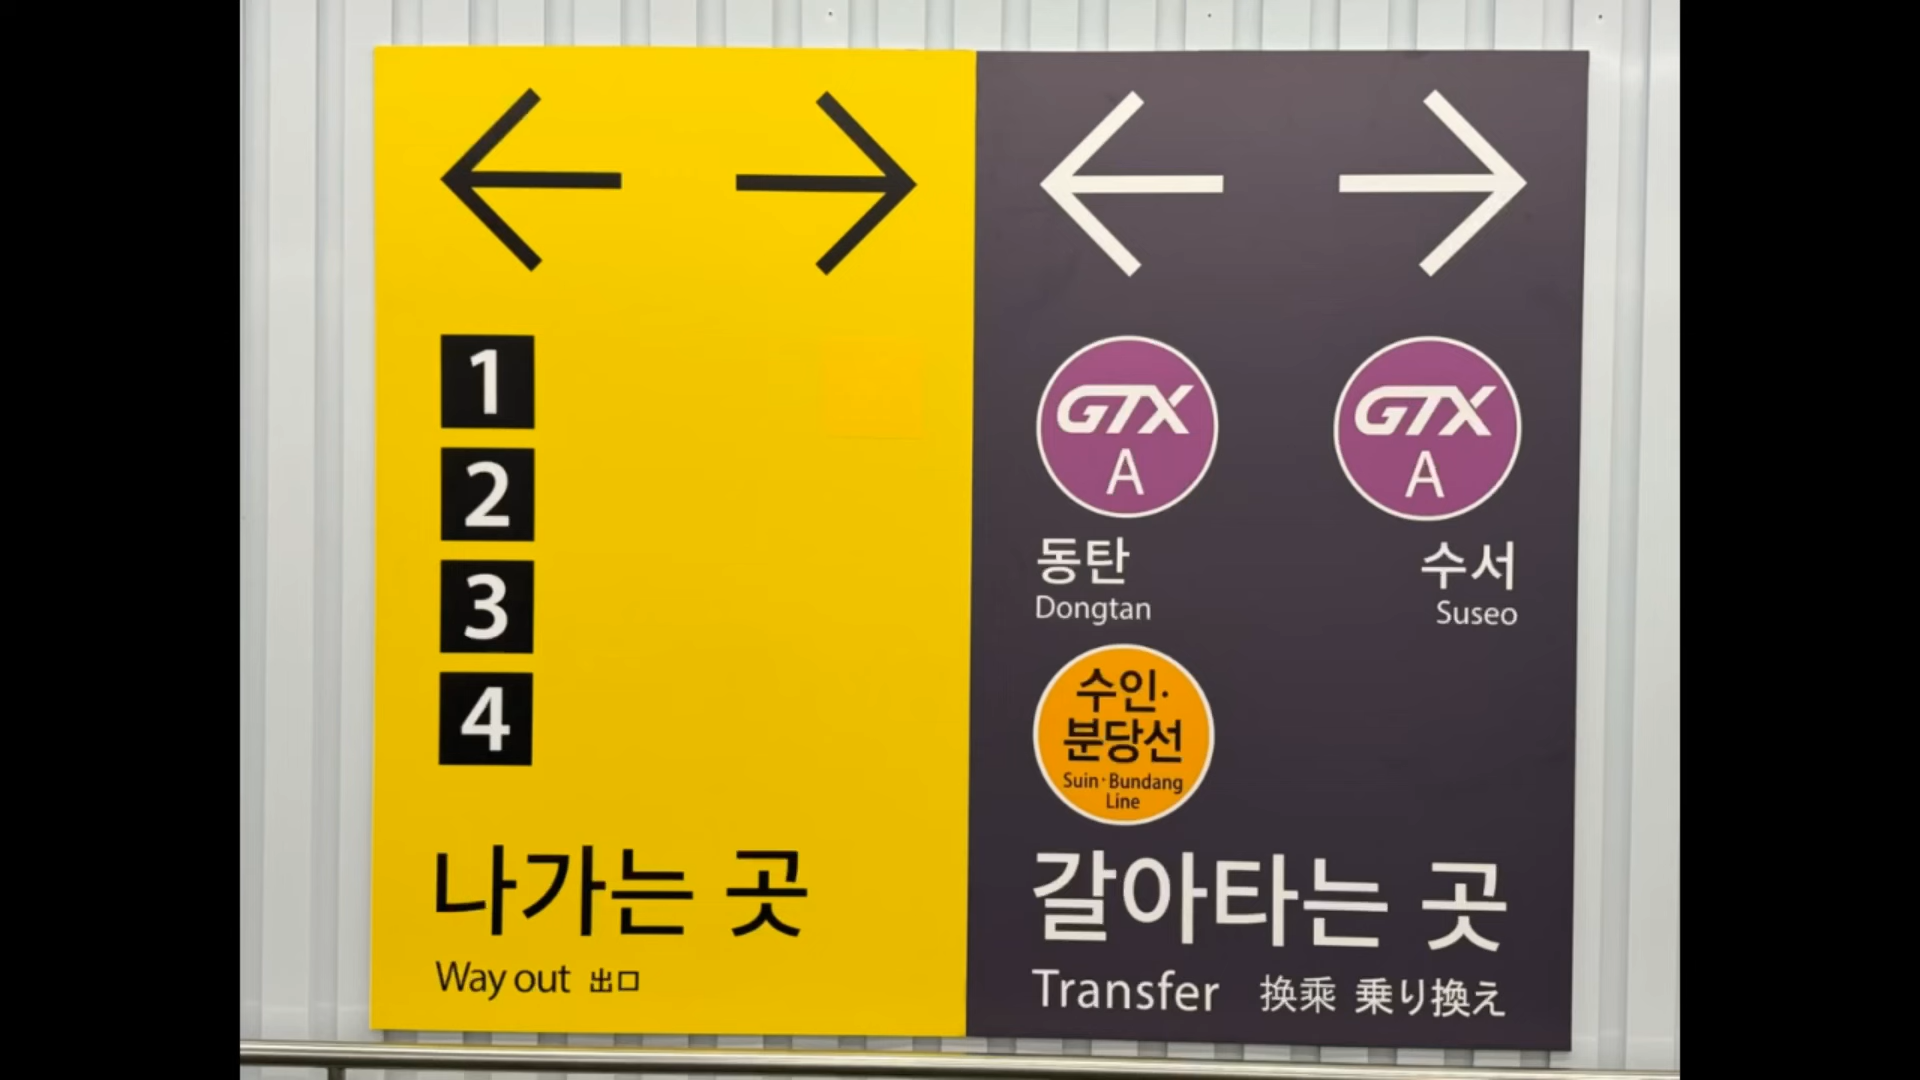 1
2
3
4
나가는 곳
Way out 出口
GTX
A
동탄
Dongtan
GTX
A
수서
Suseo
수인·
분당선
Suin·Bundang
Line
갈아타는 곳
Transfer 换乘 乗り換え